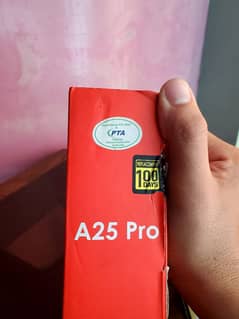 PTA
REPLACEMENT
100
DAYS
A25 Pro